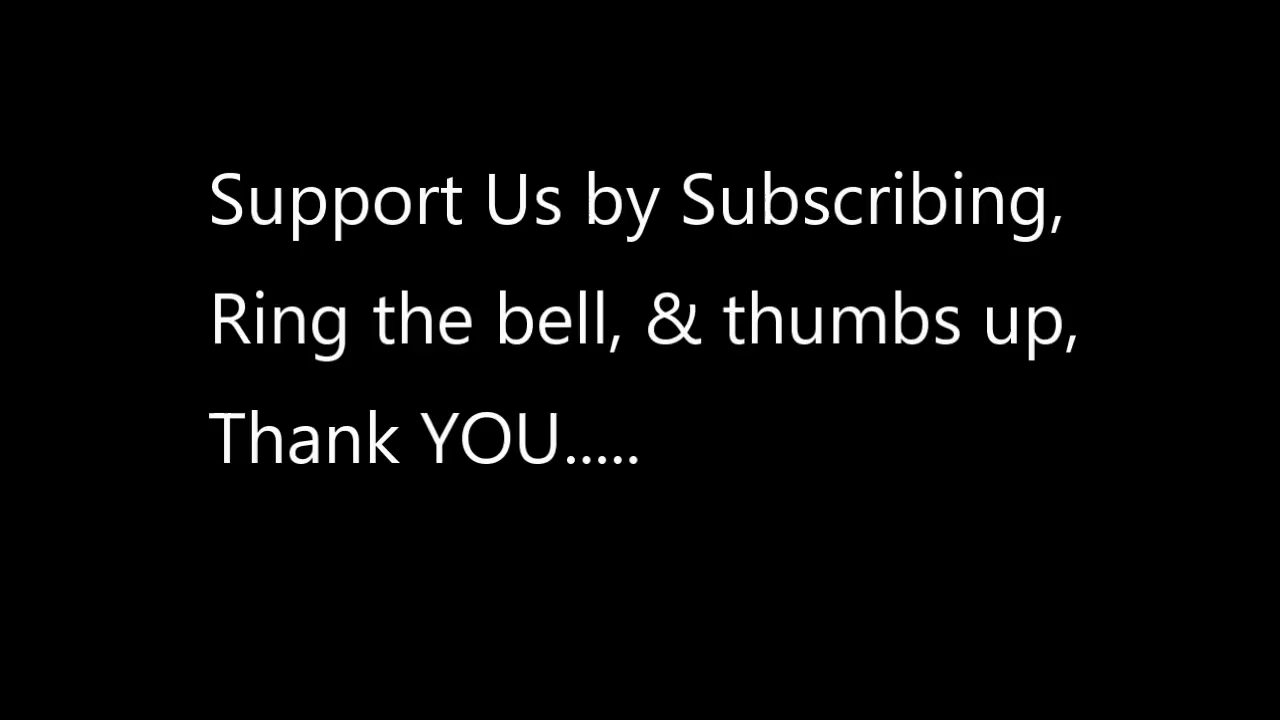 Support Us by Subscribing,
Ring the bell, & thumbs up,
Thank YOU.....